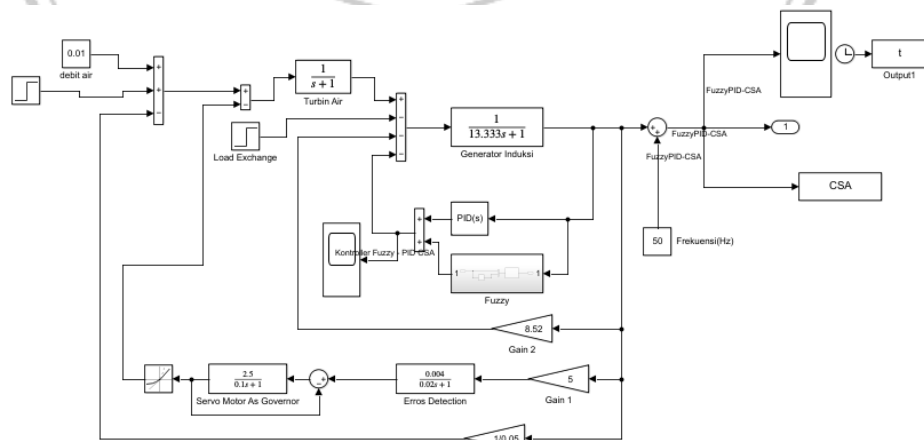 0.01
debit air
1
s + 1
Turbin Air
Load Exchange
1
13.333s + 1
Generator Induksi
FuzzyPID-CSA
t
Output1
FuzzyPID-CSA
1
FuzzyPID-CSA
CSA
50
Frekuensi(Hz)
PID(s)
Kontroller Fuzzy - PID CSA
1
1
Fuzzy
8.52
Gain 2
2.5
0.1s + 1
Servo Motor As Governor
0.004
0.02s + 1
Erros Detection
5
Gain 1
1/0.05